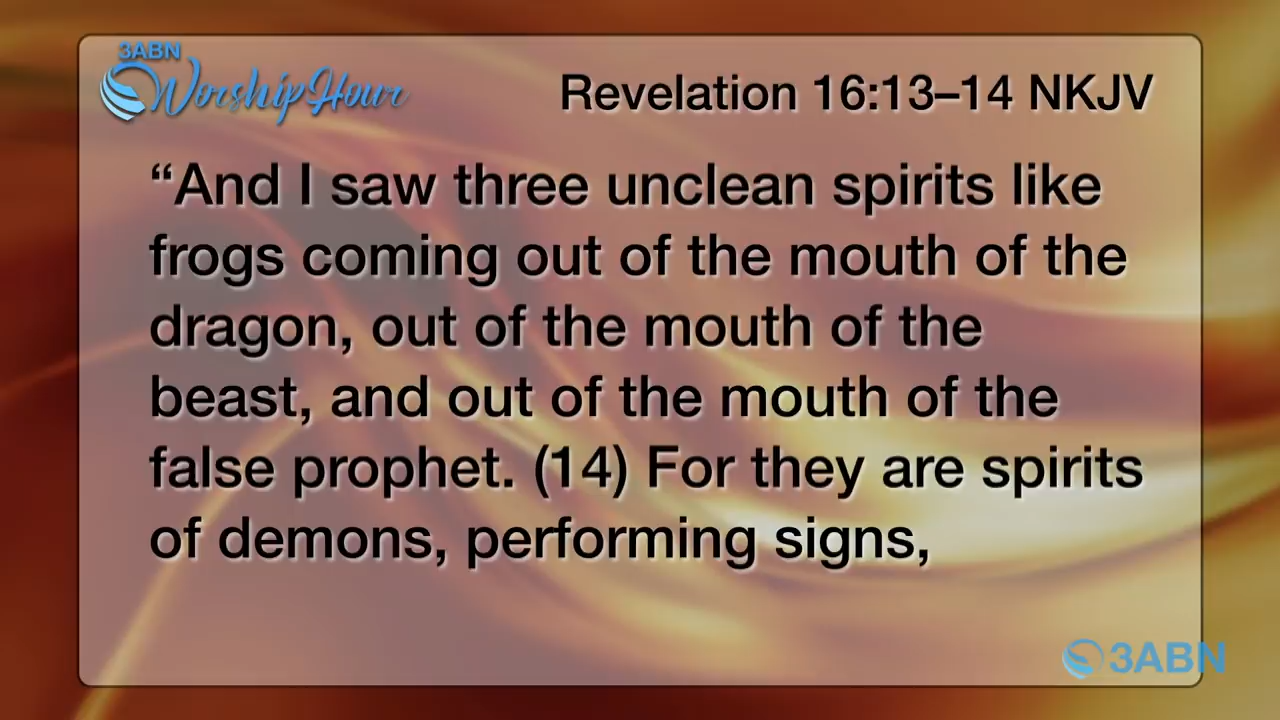 3ABN
Worship Hour
Revelation 16:13–14 NKJV
“And I saw three unclean spirits like
frogs coming out of the mouth of the
dragon, out of the mouth of the
beast, and out of the mouth of the
false prophet. (14) For they are spirits
of demons, performing signs,
3ABN